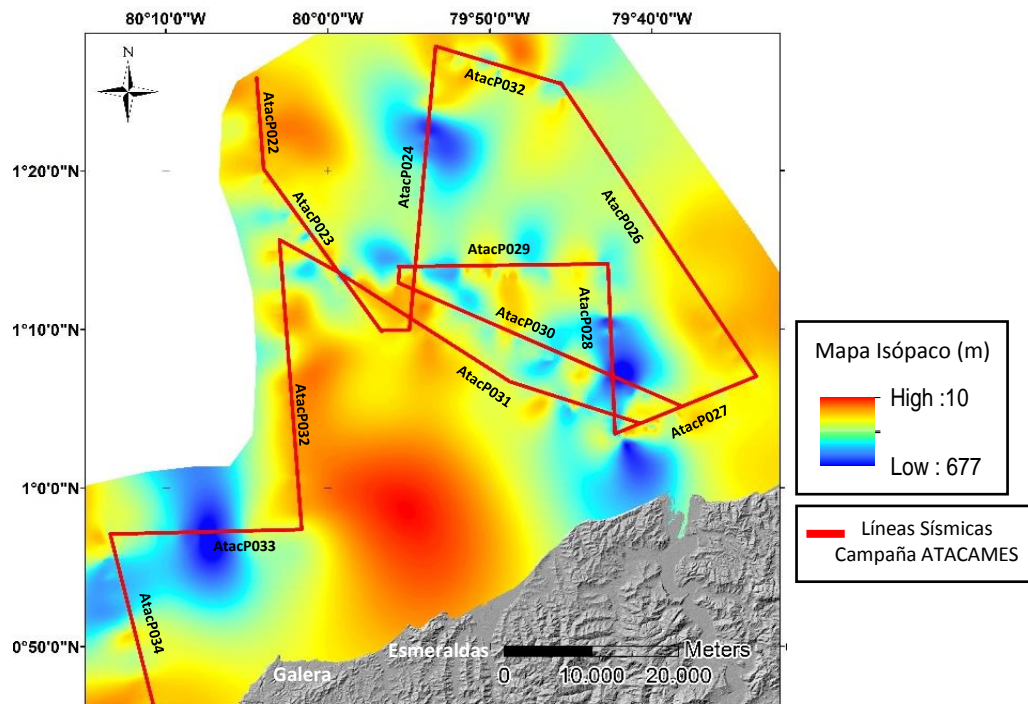 80°10'0"W 80°0'0"W 79°50'0"W 79°40'0"W
N
AtacP032
AtacP022
AtacP024
1°20'0"N
AtacP023
AtacP026
AtacP029
AtacP028
1°10'0"N
AtacP030
AtacP031
AtacP032
AtacP027
1°0'0"N
AtacP033
AtacP034
0°50'0"N
Esmeraldas
Galera
Meters
0 10.000 20.000
Mapa Isópaco (m)
High :10
Low : 677
Líneas Sísmicas
Campaña ATACAMES